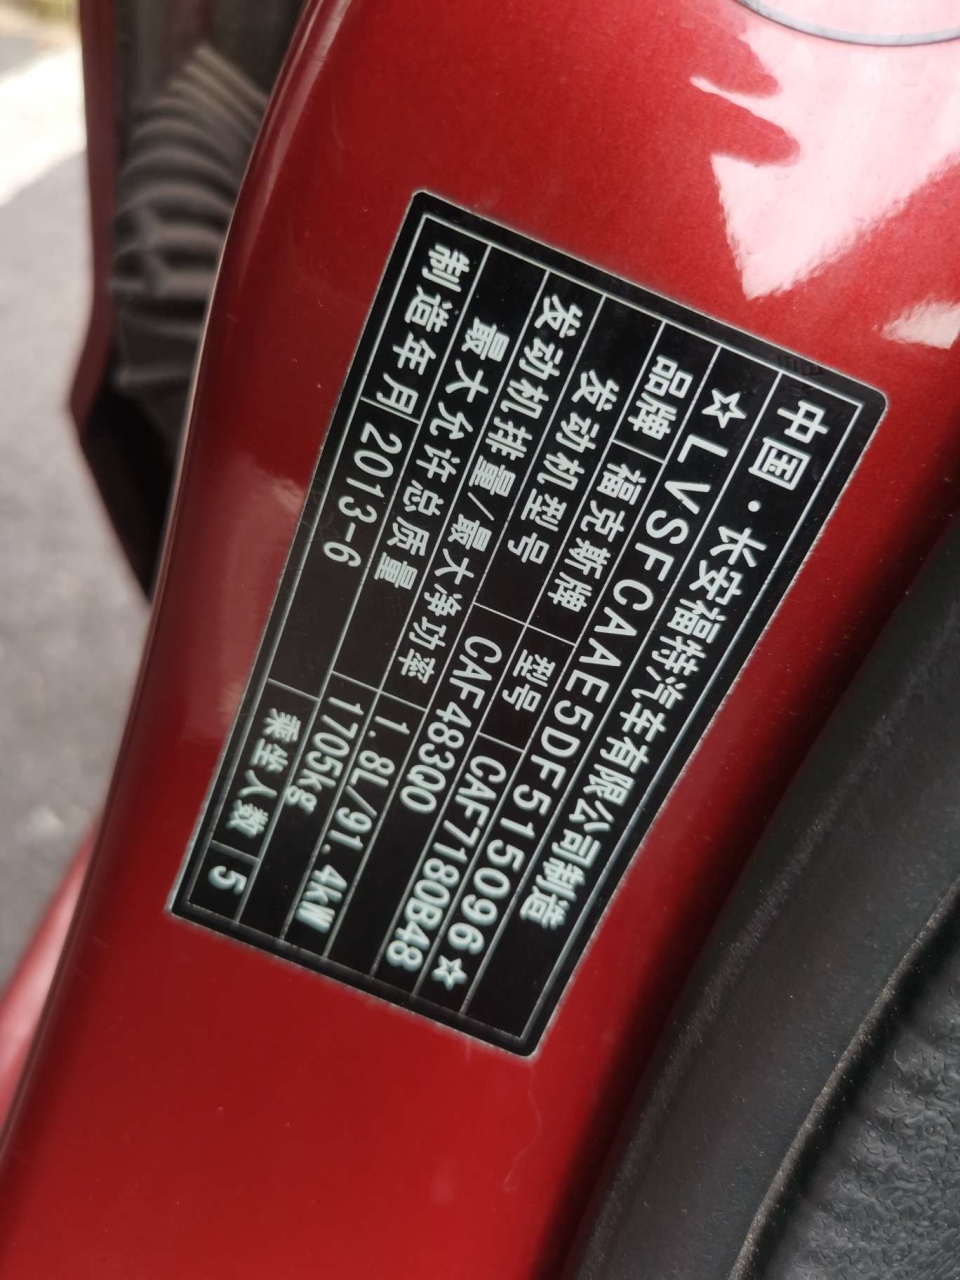 中国·长安福特汽车有限公司制造
☆LVSFCAAE5DF515096☆
品牌 福克斯牌 型号 CAF7180B48
发动机型号 CAF483Q0
发动机排量/最大净功率 1.8L/91.4kW
最大允许总质量 1705kg
制造年月 2013-6 乘坐人数 5